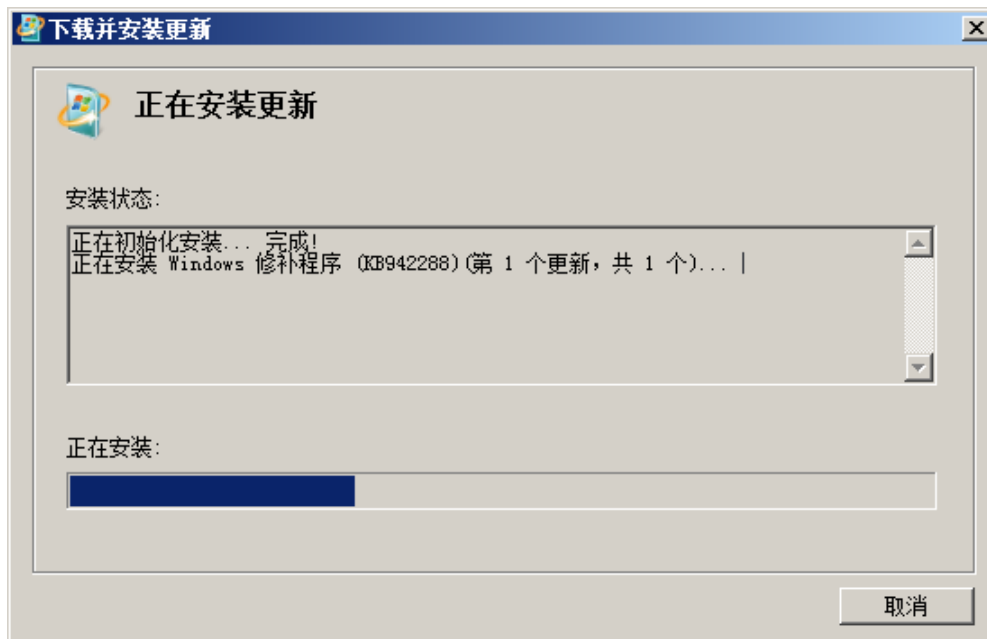 下载并安装更新
正在安装更新
安装状态:
正在初始化安装... 完成!
正在安装 Windows 修补程序 (KB942288)(第 1 个更新，共 1 个)...
正在安装:
取消